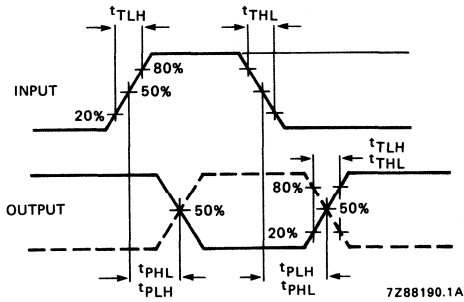 tTLH tTHL
80%
INPUT 50%
20%
tTLH
tTHL
80%
OUTPUT 50% 50%
20%
tPHL tPLH
tPLH tPHL
7Z88190.1A